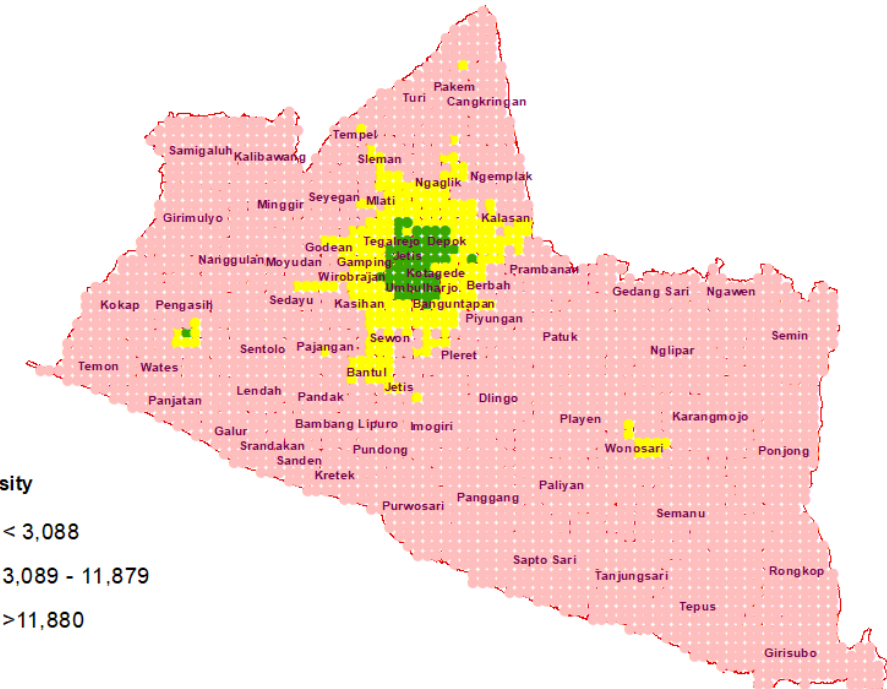 Pakem
Turi
Cangkringan
Tempel
Samigaluh
Kalibawang
Sleman
Ngaglik
Ngemplak
Seyegan
Mlati
Minggir
Girimulyo
Kalasan
Tegalrejo
Depok
Godean
Jetis
Nanggulan
Moyudan
Gamping
Wirobrajan
Kotagede
Prambanan
Umbulharjo
Berbah
Gedang Sari
Ngawen
Sedayu
Kokap
Pengasih
Kasihan
Banguntapan
Piyungan
Patuk
Semin
Sewon
Sentolo
Pajangan
Pleret
Nglipar
Temon
Wates
Bantul
Jetis
Lendah
Panjatan
Pandak
Dlingo
Karangmojo
Playen
Bambang Lipuro
Imogiri
Galur
Srandakan
Pundong
Wonosari
Ponjong
Sanden
Kretek
Paliyan
Panggang
Purwosari
Semanu
Sapto Sari
Tanjungsari
Rongkop
Tepus
Girisubo
sity
< 3,088
3,089 - 11,879
>11,880